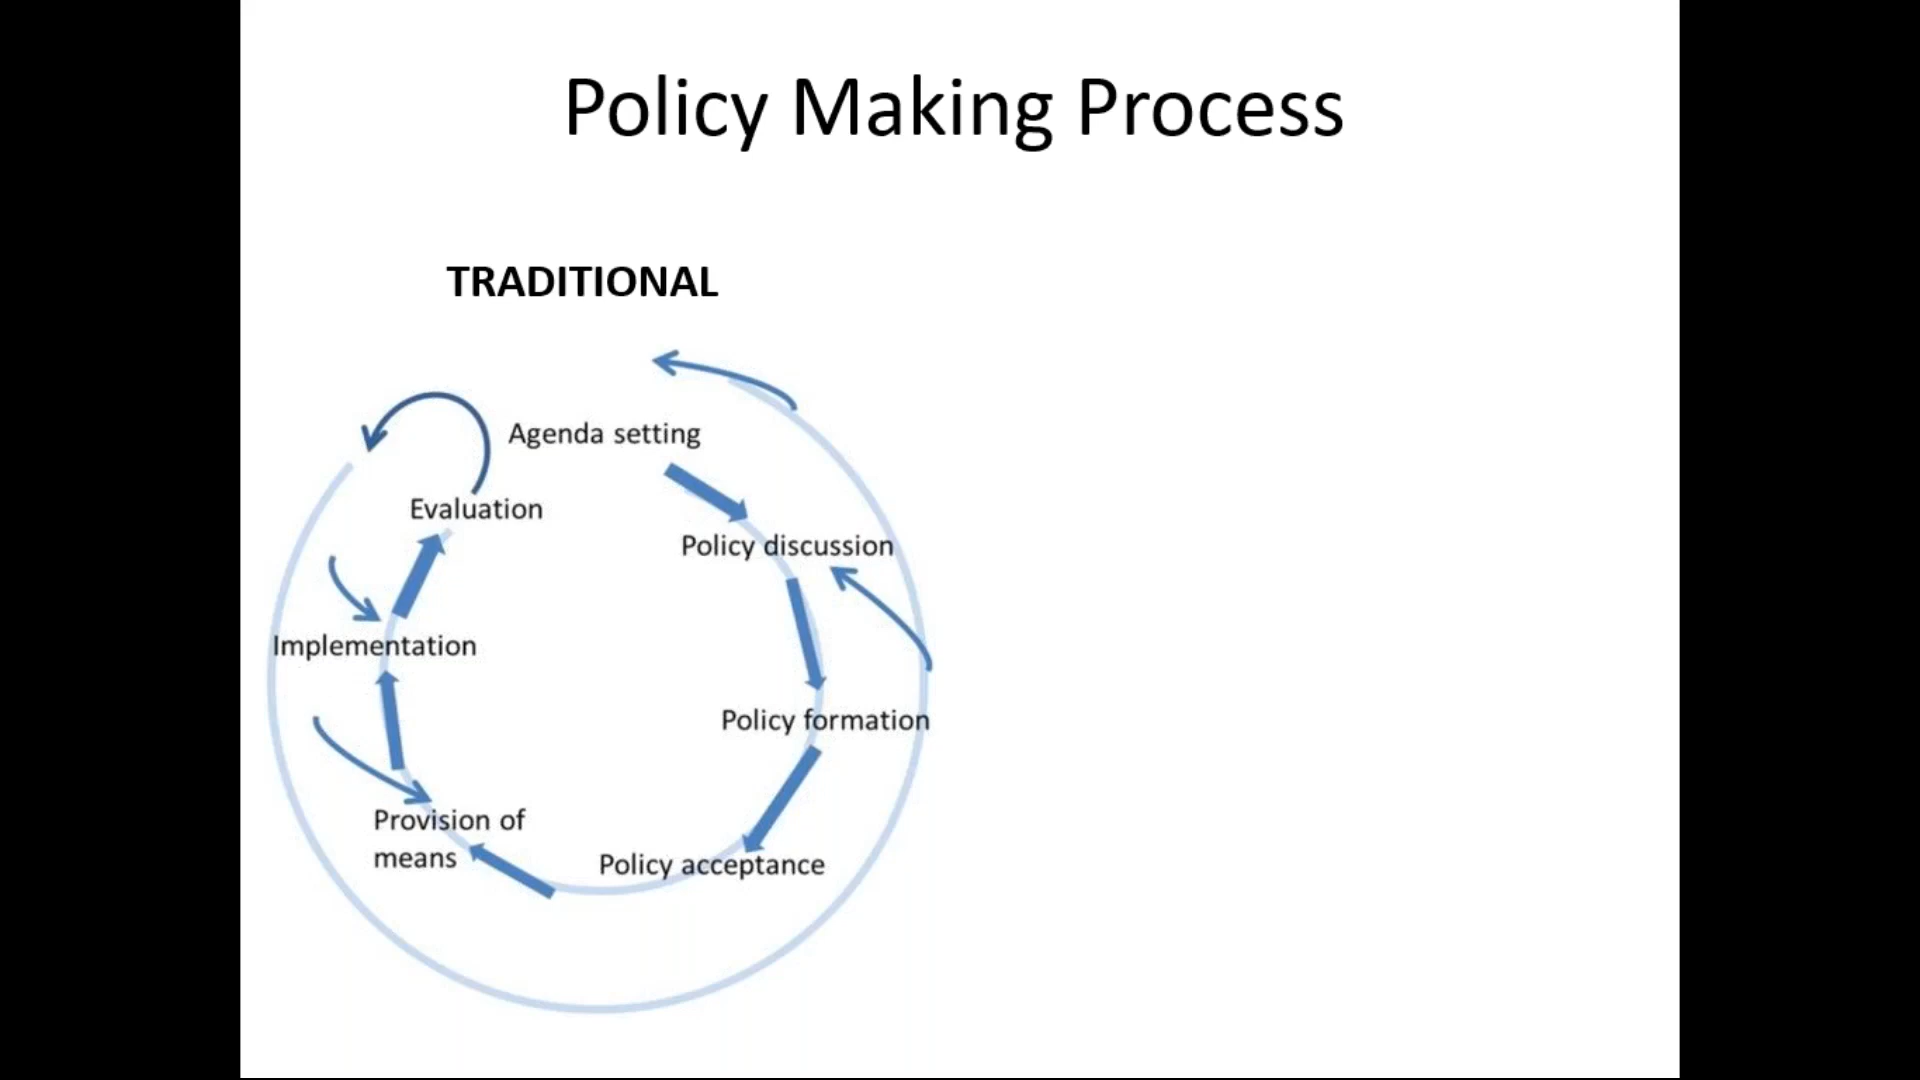 Policy Making Process
TRADITIONAL
Agenda setting
Policy discussion
Policy formation
Policy acceptance
Provision of
means
Implementation
Evaluation